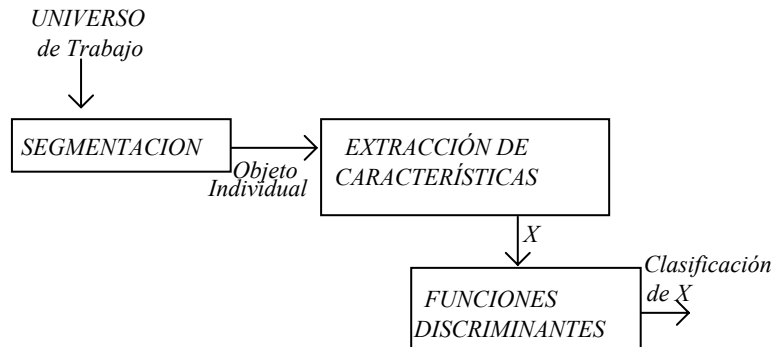 UNIVERSO
de Trabajo
SEGMENTACION
Objeto
Individual
EXTRACCIÓN DE
CARACTERÍSTICAS
X
FUNCIONES
DISCRIMINANTES
Clasificación
de X